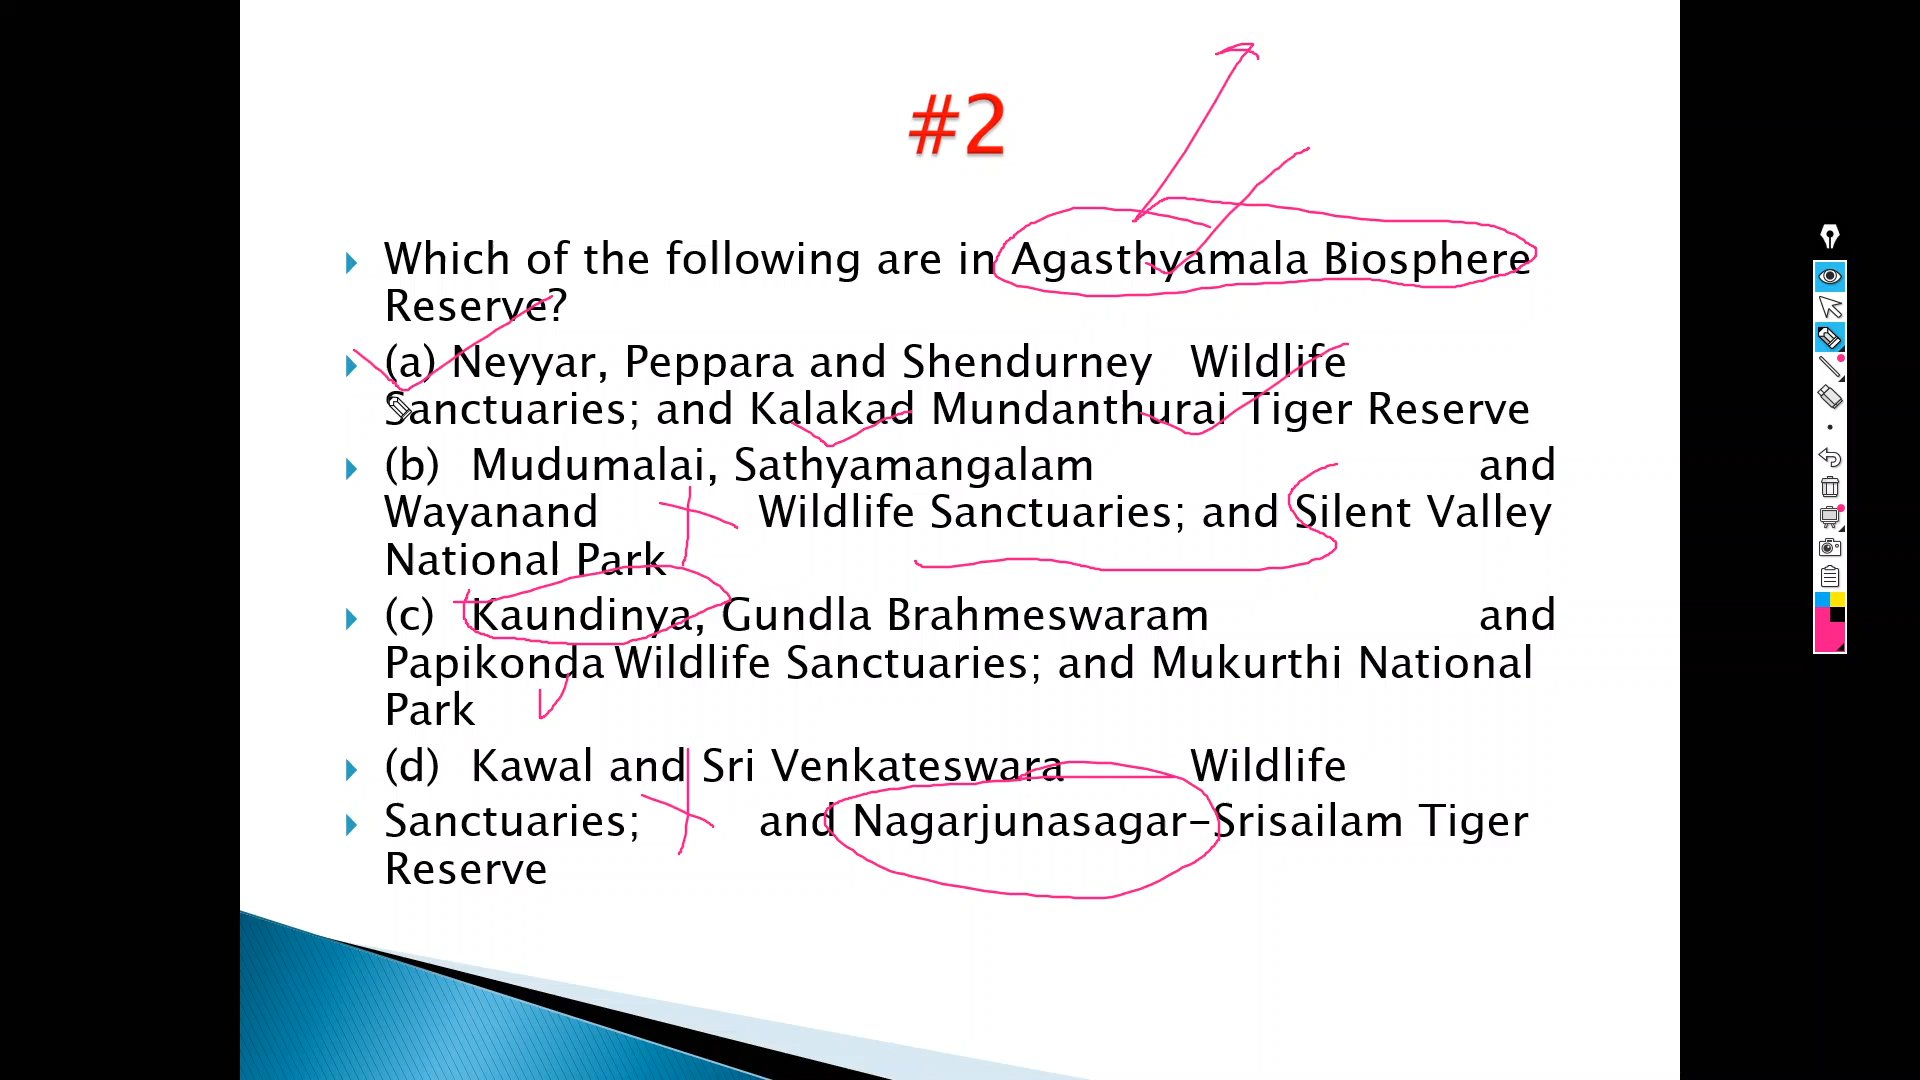 #2
Which of the following are in Agasthyamala Biosphere
Reserve?
(a) Neyyar, Peppara and Shendurney Wildlife
Sanctuaries; and Kalakad Mundanthurai Tiger Reserve
(b) Mudumalai, Sathyamangalam and
Wayanand Wildlife Sanctuaries; and Silent Valley
National Park
(c) Kaundinya, Gundla Brahmeswaram and
Papikonda Wildlife Sanctuaries; and Mukurthi National
Park
(d) Kawal and Sri Venkateswara Wildlife
Sanctuaries; and Nagarjunasagar-Srisailam Tiger
Reserve